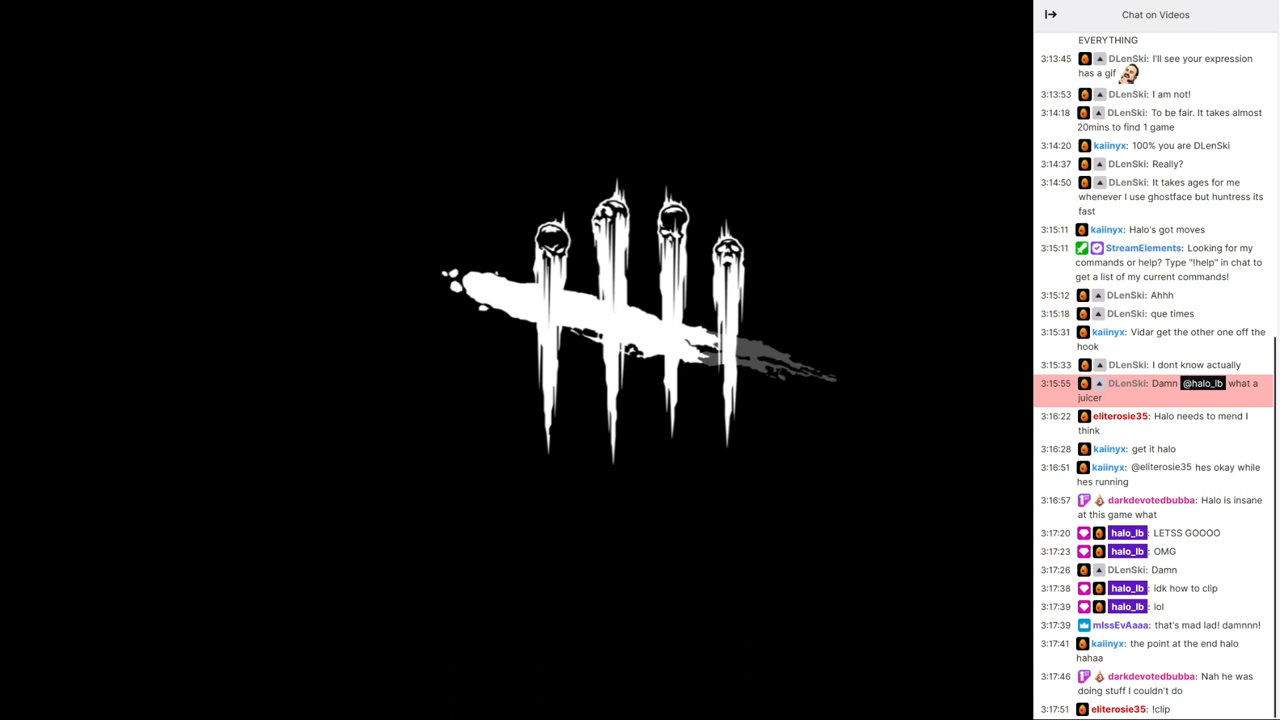 Chat on Videos
EVERYTHING
3:13:45 DLenSki: I'll see your expression
has a gif
3:13:53 DLenSki: I am not!
3:14:18 DLenSki: To be fair. It takes almost
20mins to find 1 game
3:14:20 kaiinyx: 100% you are DLenSki
3:14:37 DLenSki: Really?
3:14:50 DLenSki: It takes ages for me
whenever I use ghostface but huntress its
fast
3:15:11 kaiinyx: Halo's got moves
3:15:11 StreamElements: Looking for my
commands or help? Type "!help" in chat to
get a list of my current commands!
3:15:12 DLenSki: Ahhh
3:15:18 DLenSki: que times
3:15:31 kaiinyx: Vidar get the other one off the
hook
3:15:33 DLenSki: I dont know actually
3:15:55 DLenSki: Damn @halo_lb what a
juicer
3:16:22 eliterosie35: Halo needs to mend I
think
3:16:28 kaiinyx: get it halo
3:16:51 kaiinyx: @eliterosie35 hes okay while
hes running
3:16:57 darkdevotedbubba: Halo is insane
at this game what
3:17:20 halo_lb : LETSS GOOOO
3:17:23 halo_lb : OMG
3:17:26 DLenSki: Damn
3:17:38 halo_lb : idk how to clip
3:17:39 halo_lb : lol
3:17:39 mIssEvAaaa: that's mad lad! damnnn!
3:17:41 kaiinyx: the point at the end halo
hahaa
3:17:46 darkdevotedbubba: Nah he was
doing stuff I couldn't do
3:17:51 eliterosie35: !clip